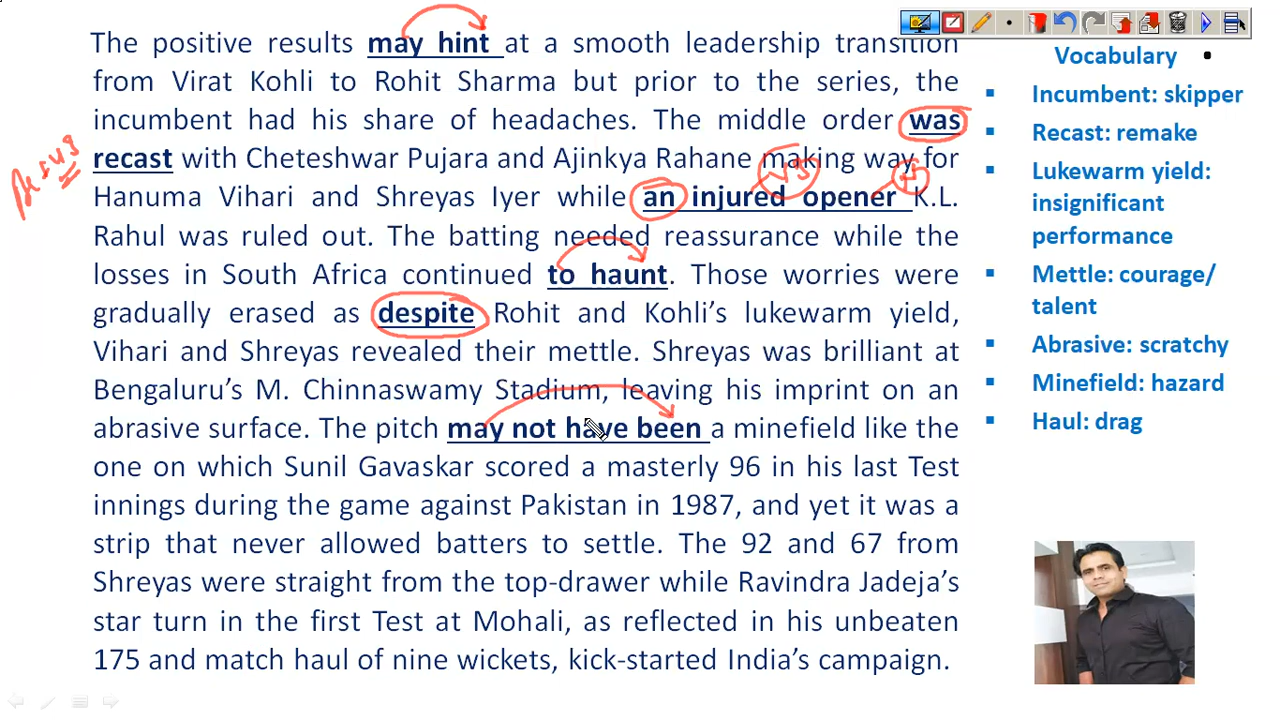 The positive results may hint at a smooth leadership transition
from Virat Kohli to Rohit Sharma but prior to the series, the
incumbent had his share of headaches. The middle order was
recast with Cheteshwar Pujara and Ajinkya Rahane making way for
Hanuma Vihari and Shreyas Iyer while an injured opener K.L.
Rahul was ruled out. The batting needed reassurance while the
losses in South Africa continued to haunt. Those worries were
gradually erased as despite Rohit and Kohli’s lukewarm yield,
Vihari and Shreyas revealed their mettle. Shreyas was brilliant at
Bengaluru’s M. Chinnaswamy Stadium, leaving his imprint on an
abrasive surface. The pitch may not have been a minefield like the
one on which Sunil Gavaskar scored a masterly 96 in his last Test
innings during the game against Pakistan in 1987, and yet it was a
strip that never allowed batters to settle. The 92 and 67 from
Shreyas were straight from the top-drawer while Ravindra Jadeja’s
star turn in the first Test at Mohali, as reflected in his unbeaten
175 and match haul of nine wickets, kick-started India’s campaign.
V3
Vocabulary
Incumbent: skipper
Recast: remake
Lukewarm yield:
insignificant
performance
Mettle: courage/
talent
Abrasive: scratchy
Minefield: hazard
Haul: drag